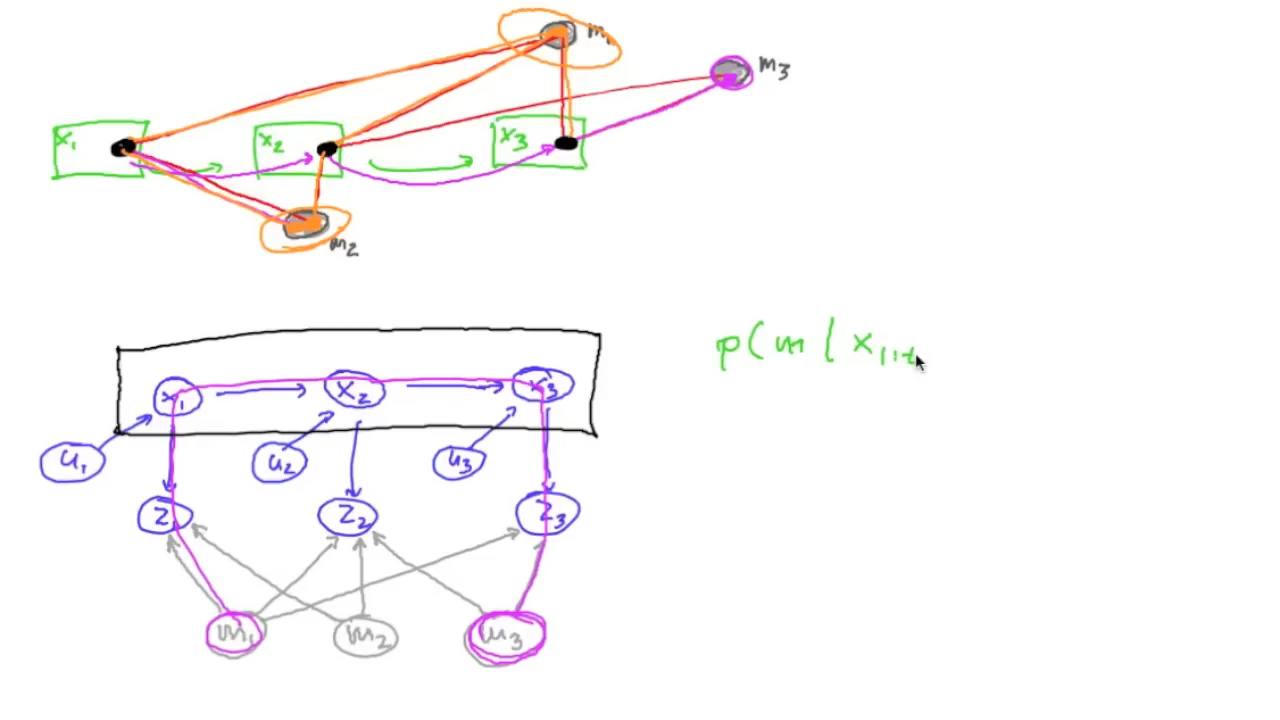 m₁
m₃
x₁ x₂ x₃
m₂
p(m | x₁:t
x₁ x₂ x₃
u₁ u₂ u₃
z₁ z₂ z₃
m₁ m₂ m₃